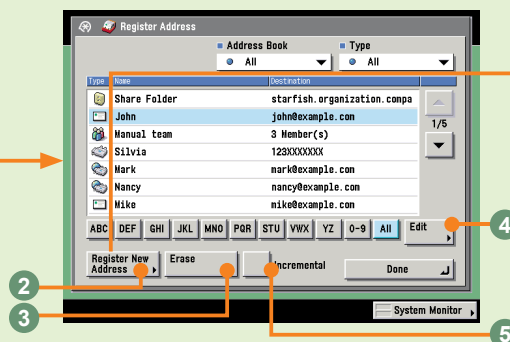 Register Address
Address Book
Type
All
All
Type Name Destination
Share Folder starfish.organization.compa
John john@example.com
Manual team 3 Member(s)
Silvia 123XXXXXXX
Mark mark@example.com
Nancy nancy@example.com
Mike mike@example.com
1/5
ABC DEF GHI JKL MNO PQR STU VWX YZ 0-9 All Edit
4
Register New Address
Erase
Incremental
Done
2
3
System Monitor
5